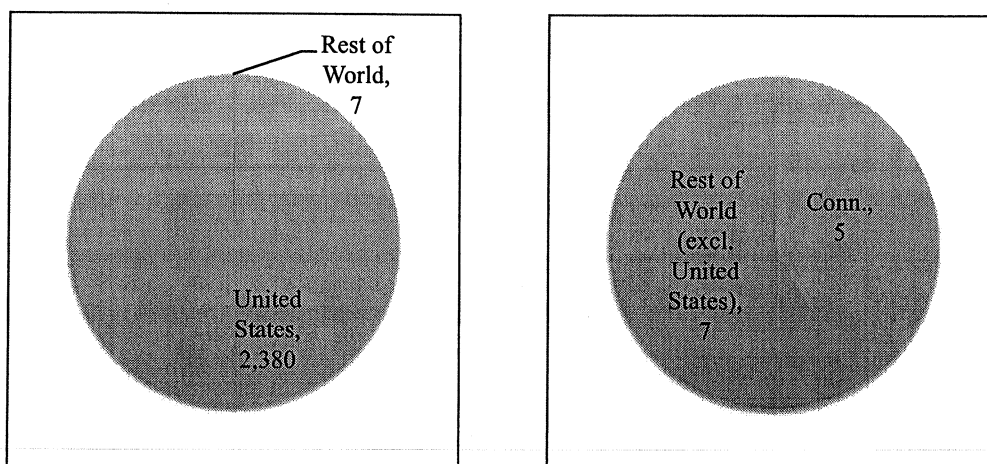 Rest of
World,
7
United
States,
2,380
Rest of
World
(excl.
United
States),
7
Conn.,
5